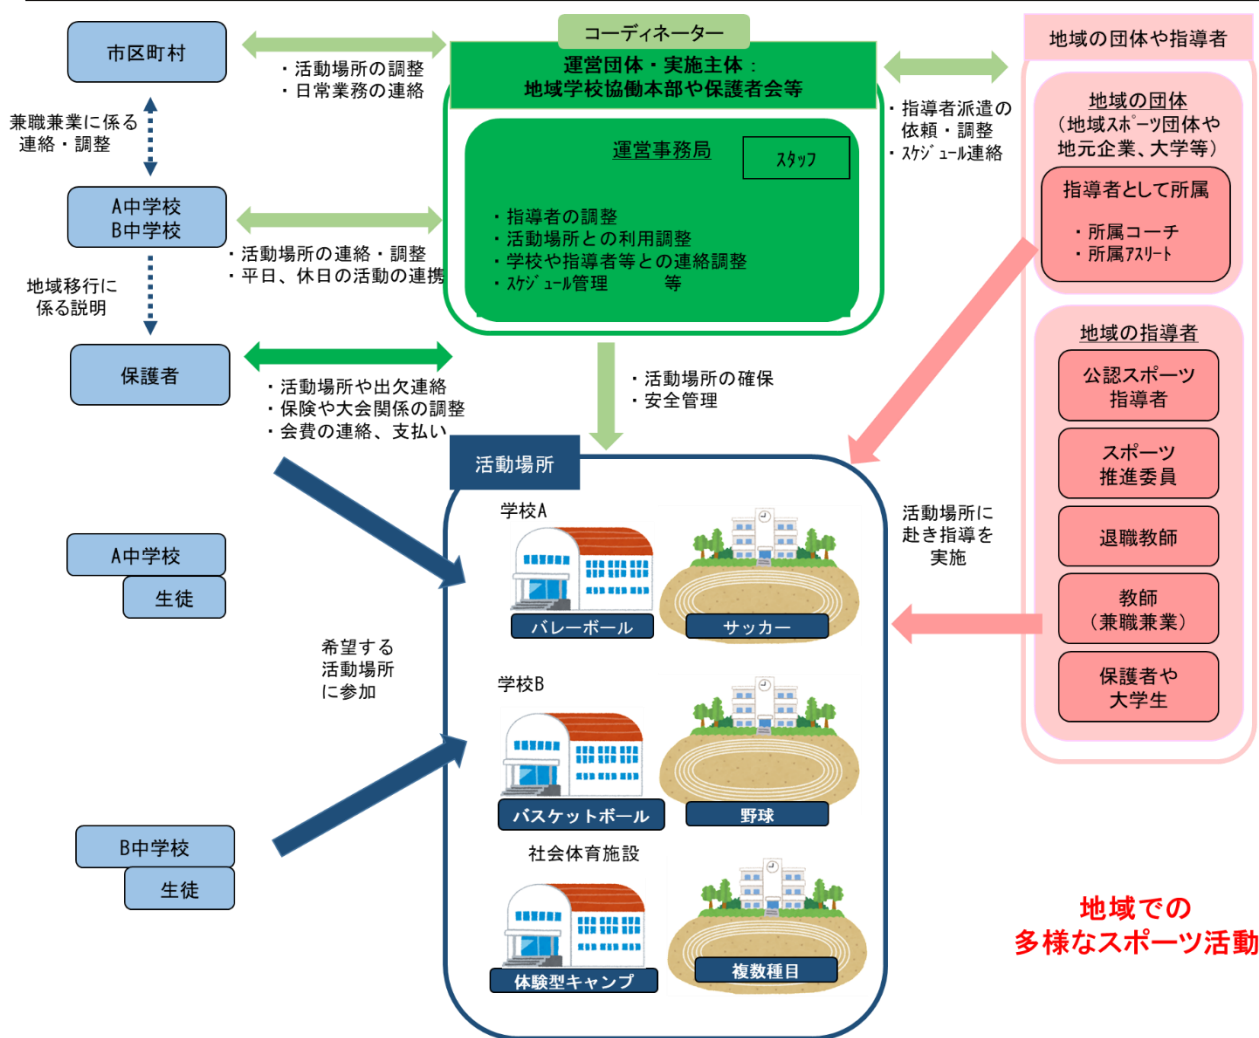 コーディネーター
運営団体・実施主体：
地域学校協働本部や保護者会等
市区町村
・活動場所の調整
・日常業務の連絡
兼職兼業に係る
連絡・調整
A中学校
B中学校
・活動場所の連絡・調整
・平日、休日の活動の連携
地域移行に
係る説明
保護者
・活動場所や出欠連絡
・保険や大会関係の調整
・会費の連絡、支払い
運営事務局
スタッフ
・指導者の調整
・活動場所との利用調整
・学校や指導者等との連絡調整
・スケジュール管理　　　等
・活動場所の確保
・安全管理
・指導者派遣の
依頼・調整
・スケジュール連絡
地域の団体や指導者
地域の団体
（地域スポーツ団体や
地元企業、大学等）
指導者として所属
・所属コーチ
・所属アスリート
地域の指導者
公認スポーツ
指導者
スポーツ
推進委員
退職教師
教師
（兼職兼業）
保護者や
大学生
活動場所に
赴き指導を
実施
A中学校
生徒
希望する
活動場所
に参加
B中学校
生徒
活動場所
学校A
バレーボール
サッカー
学校B
バスケットボール
野球
社会体育施設
体験型キャンプ
複数種目
地域での
多様なスポーツ活動